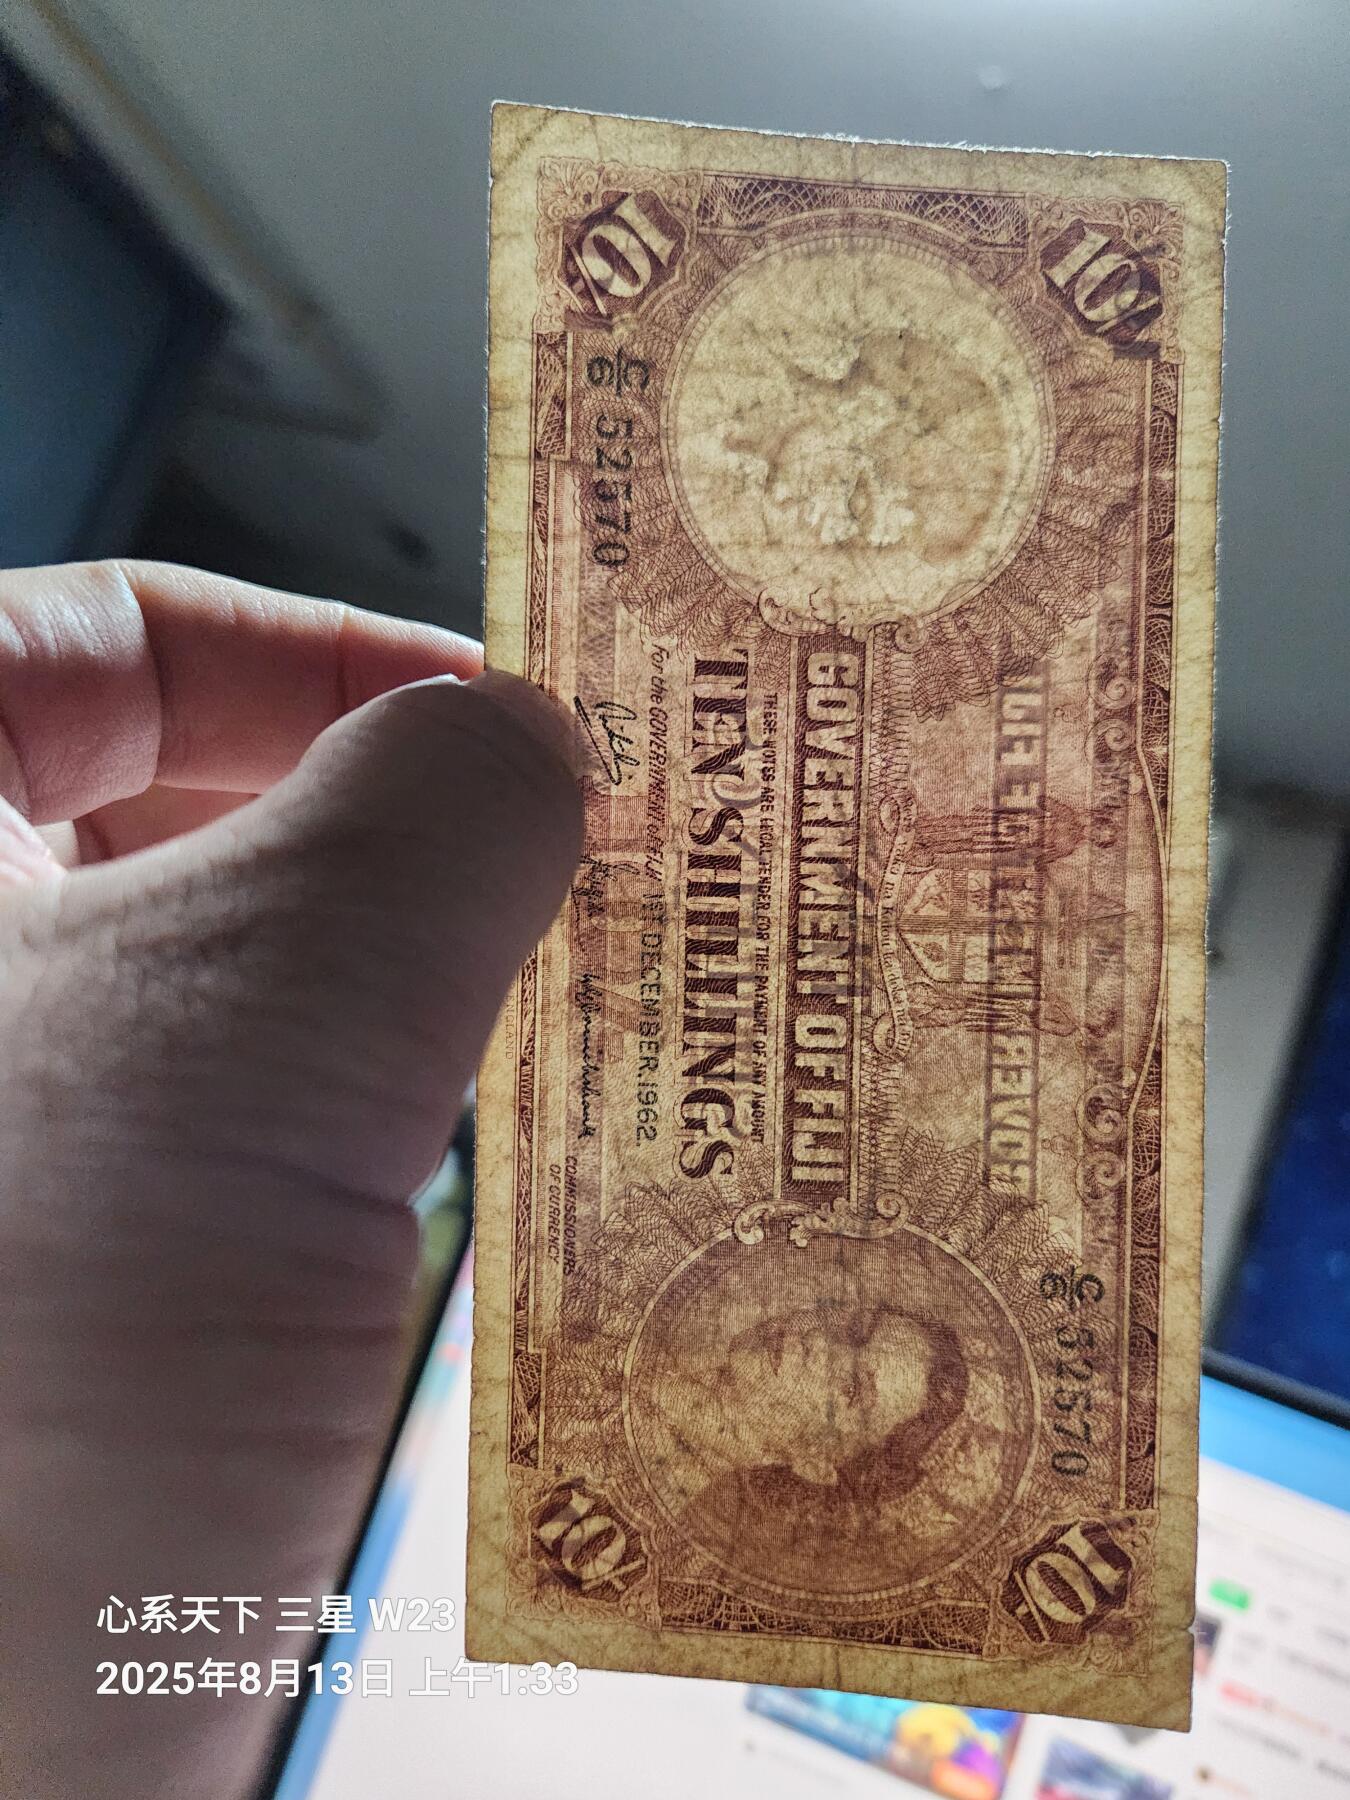 10/
10/
C/6 52570
GOVERNMENT OF FIJI
THESE NOTES ARE LEGAL TENDER FOR THE PAYMENT OF ANY AMOUNT
TEN SHILLINGS
For the GOVERNMENT of FIJI 1ST DECEMBER.1962.
COMMISSIONERS
OF CURRENCY
C/6 52570
10/
10/
心系天下 三星 W23
2025年8月13日 上午1:33